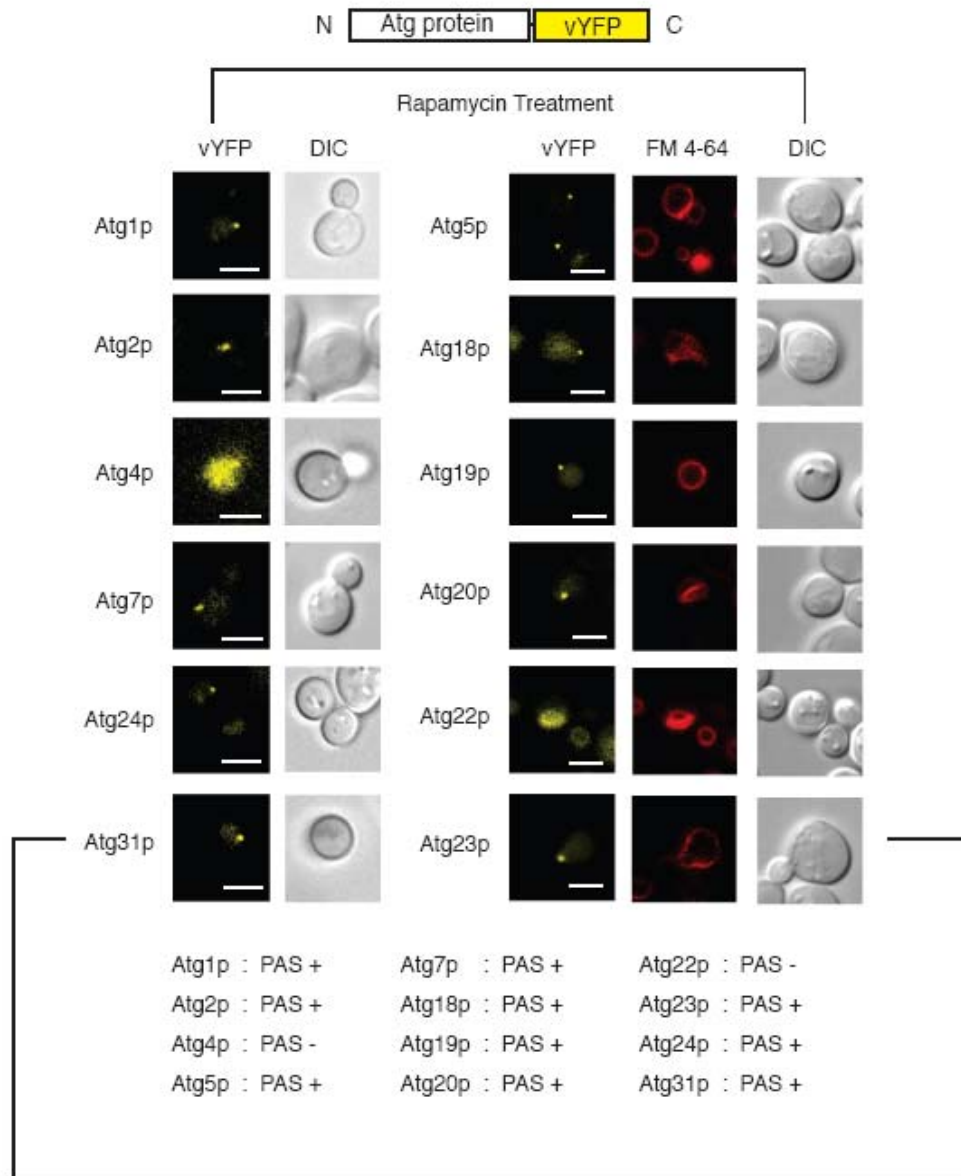 N Atg protein vYFP C
Rapamycin Treatment
vYFP DIC vYFP FM 4-64 DIC
Atg1p Atg5p
Atg2p Atg18p
Atg4p Atg19p
Atg7p Atg20p
Atg24p Atg22p
Atg31p Atg23p
Atg1p : PAS + Atg7p : PAS + Atg22p : PAS -
Atg2p : PAS + Atg18p : PAS + Atg23p : PAS +
Atg4p : PAS - Atg19p : PAS + Atg24p : PAS +
Atg5p : PAS + Atg20p : PAS + Atg31p : PAS +